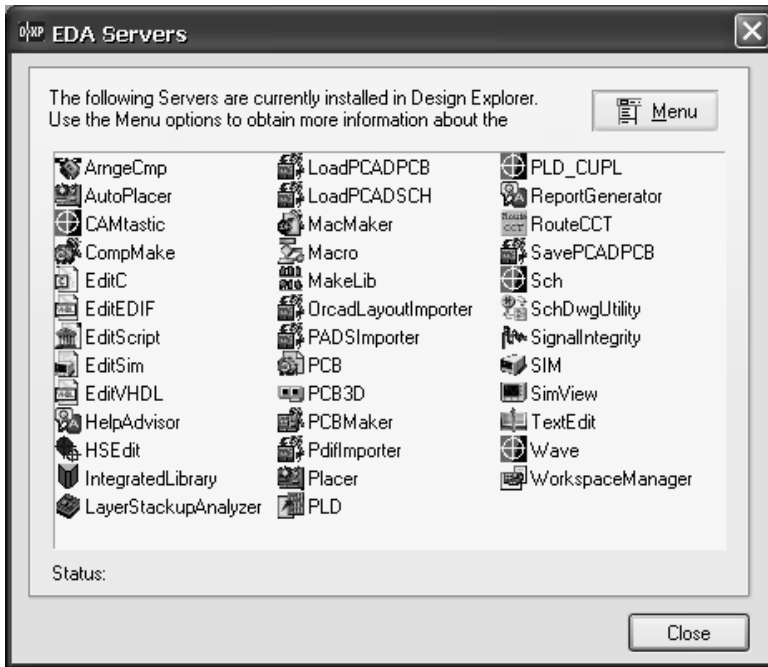 D|XP EDA Servers
The following Servers are currently installed in Design Explorer.
Use the Menu options to obtain more information about the
Menu
ArngeCmp
AutoPlacer
CAMtastic
CompMake
EditC
EditEDIF
EditScript
EditSim
EditVHDL
HelpAdvisor
HSEdit
IntegratedLibrary
LayerStackupAnalyzer
LoadPCADPCB
LoadPCADSCH
MacMaker
Macro
MakeLib
OrcadLayoutImporter
PADSImporter
PCB
PCB3D
PCBMaker
PdifImporter
Placer
PLD
PLD_CUPL
ReportGenerator
Route CCT RouteCCT
SavePCADPCB
Sch
SchDwgUtility
SignalIntegrity
SIM
SimView
TextEdit
Wave
WorkspaceManager
Status:
Close